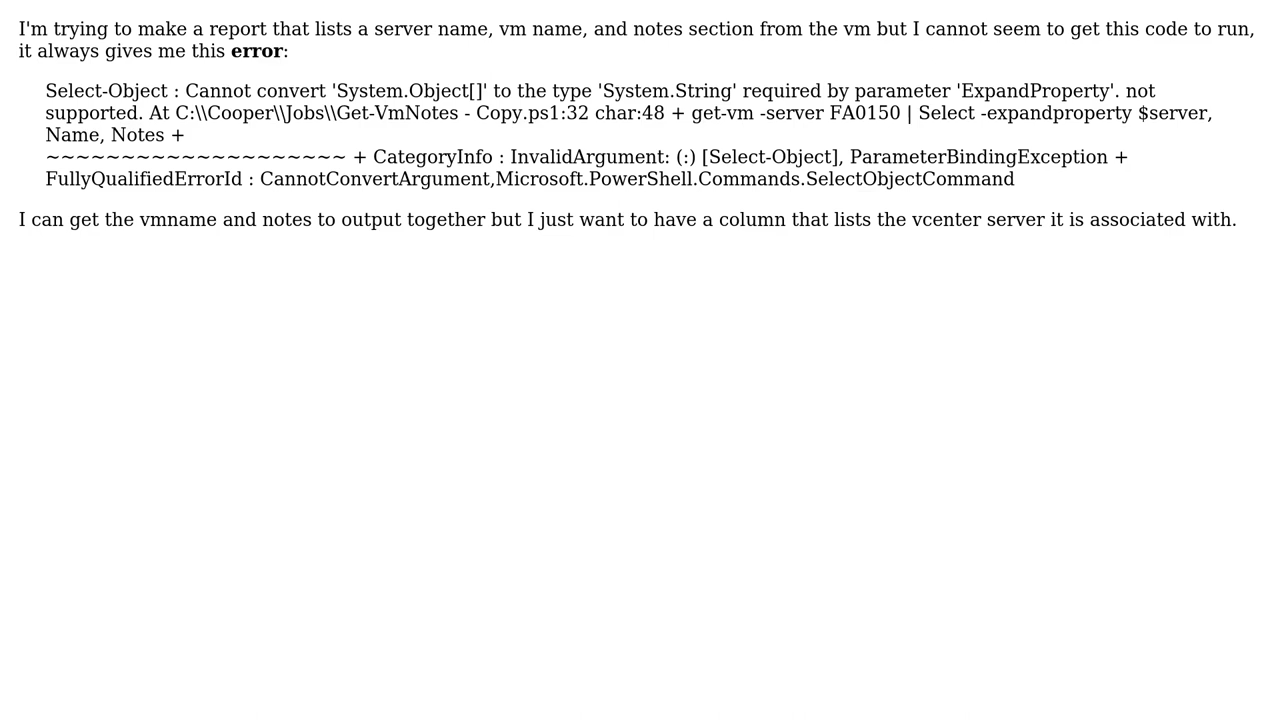 I'm trying to make a report that lists a server name, vm name, and notes section from the vm but I cannot seem to get this code to run,
it always gives me this error:
Select-Object : Cannot convert 'System.Object[]' to the type 'System.String' required by parameter 'ExpandProperty'. not
supported. At C:\\Cooper\\Jobs\\Get-VmNotes - Copy.ps1:32 char:48 + get-vm -server FA0150 | Select -expandproperty $server,
Name, Notes +
~~~~~~~~~~~~~~~~~~~~ + CategoryInfo : InvalidArgument: (:) [Select-Object], ParameterBindingException +
FullyQualifiedErrorId : CannotConvertArgument,Microsoft.PowerShell.Commands.SelectObjectCommand
I can get the vmname and notes to output together but I just want to have a column that lists the vcenter server it is associated with.